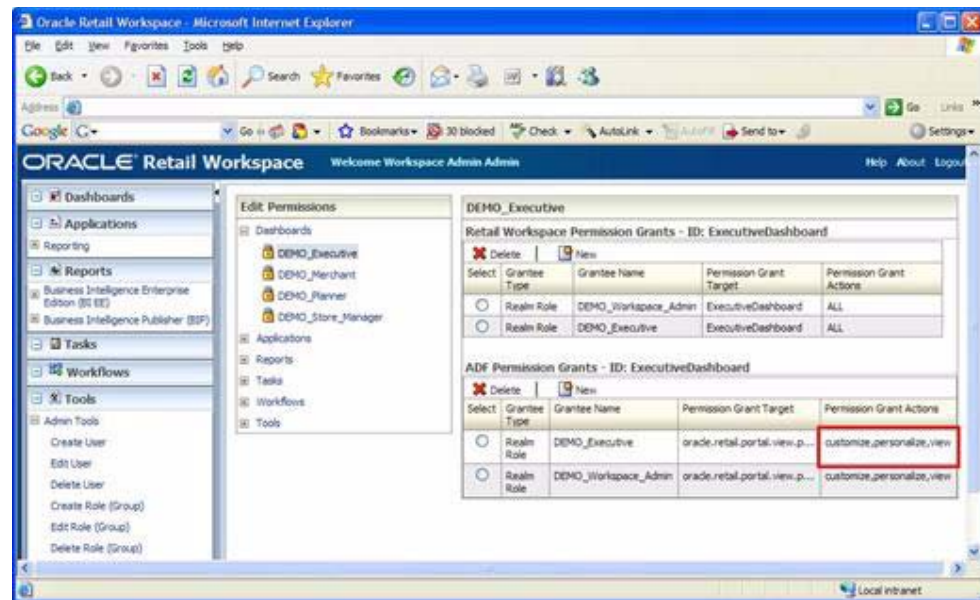 Oracle Retail Workspace - Microsoft Internet Explorer
File Edit View Favorites Tools Help
Back Search Favorites
Address Go Links »
Google G Go Bookmarks 30 blocked Check AutoLink AutoFill Send to Settings
ORACLE Retail Workspace Welcome Workspace Admin Admin Help About Logout
Dashboards
Applications
Reporting
Reports
Business Intelligence Enterprise
Edition (BI EE)
Business Intelligence Publisher (BIP)
Tasks
Workflows
Tools
Admin Tools
Create User
Edit User
Delete User
Create Role (Group)
Edit Role (Group)
Delete Role (Group)
Edit Permissions
Dashboards
DEMO_Executive
DEMO_Merchant
DEMO_Planner
DEMO_Store_Manager
Applications
Reports
Tasks
Workflows
Tools
DEMO_Executive
Retail Workspace Permission Grants - ID: ExecutiveDashboard
Delete | New
Select Grantee Type Grantee Name Permission Grant Target Permission Grant Actions
Realm Role DEMO_Workspace_Admin ExecutiveDashboard ALL
Realm Role DEMO_Executive ExecutiveDashboard ALL
ADF Permission Grants - ID: ExecutiveDashboard
Delete | New
Select Grantee Type Grantee Name Permission Grant Target Permission Grant Actions
Realm Role DEMO_Executive oracle.retail.portal.view.p... customize,personalize,view
Realm Role DEMO_Workspace_Admin oracle.retail.portal.view.p... customize,personalize,view
Local intranet